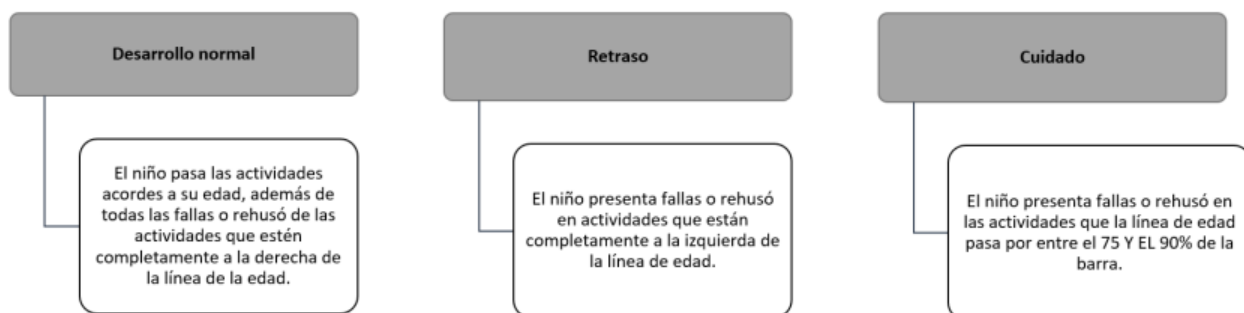 Desarrollo normal
El niño pasa las actividades
acordes a su edad, además de
todas las fallas o rehusó de las
actividades que estén
completamente a la derecha de
la línea de la edad.
Retraso
El niño presenta fallas o rehusó
en actividades que están
completamente a la izquierda de
la línea de edad.
Cuidado
El niño presenta fallas o rehusó en
las actividades que la línea de edad
pasa por entre el 75 Y EL 90% de la
barra.